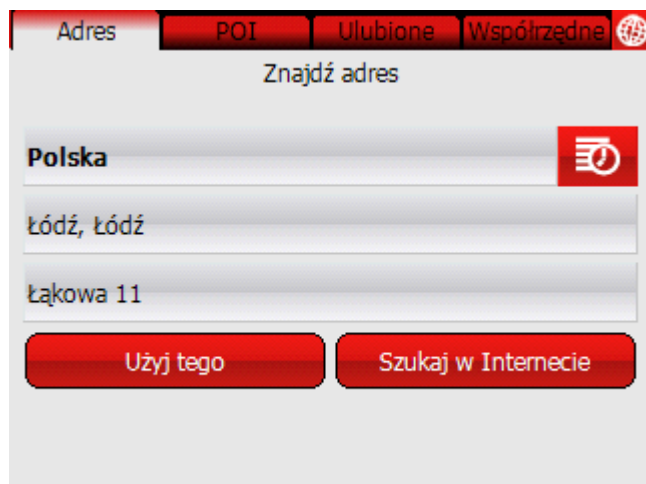 Adres POI Ulubione Współrzędne
Znajdź adres
Polska
Łódź, Łódź
Łąkowa 11
Użyj tego Szukaj w Internecie